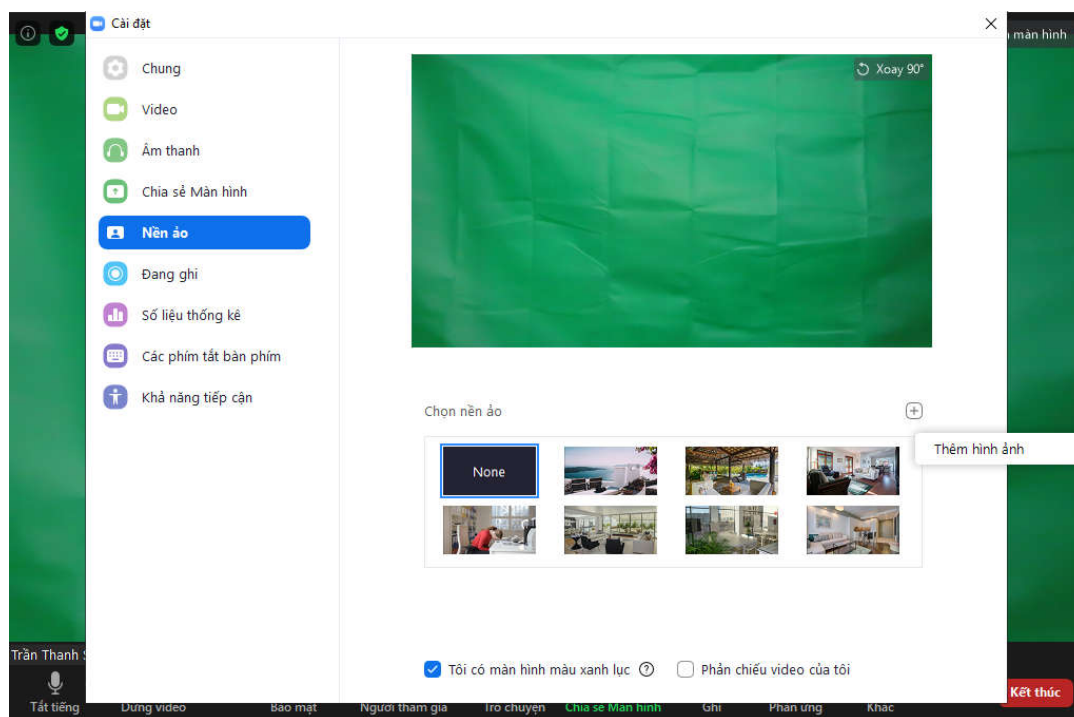 Cài đặt
màn hình
Xoay 90°
Chung
Video
Âm thanh
Chia sẻ Màn hình
Nền ảo
Đang ghi
Số liệu thống kê
Các phím tắt bàn phím
Khả năng tiếp cận
Chọn nền ảo
Thêm hình ảnh
None
Tôi có màn hình màu xanh lục
Phản chiếu video của tôi
Trần Thanh
Kết thúc
Tắt tiếng Dừng video Bảo mật Người tham gia Trò chuyện Chia sẻ Màn hình Ghi Phản ứng Khác